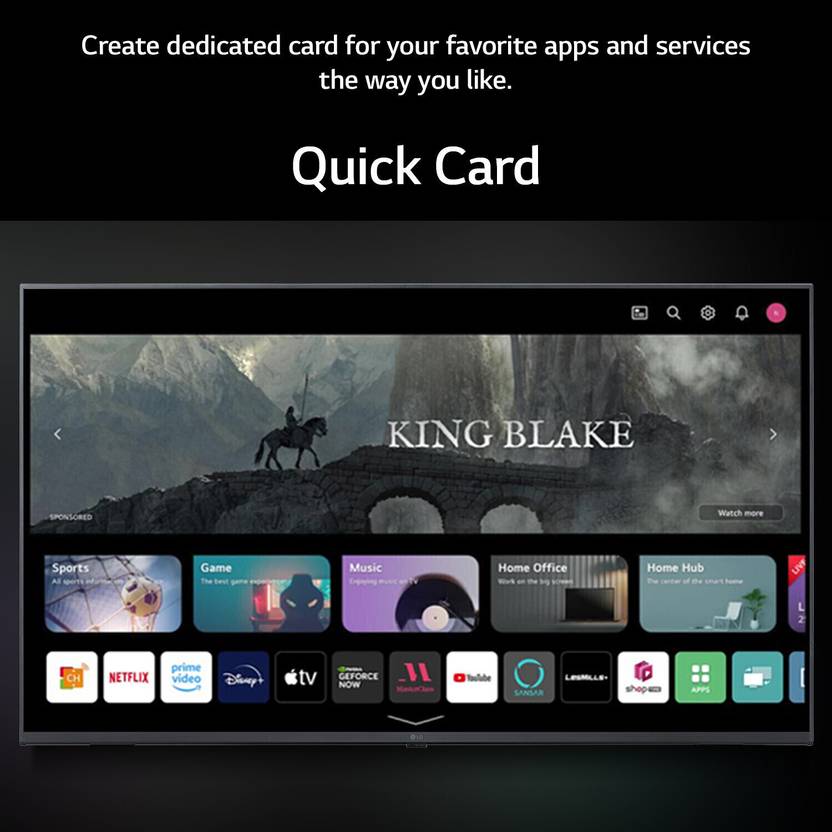 Create dedicated card for your favorite apps and services
the way you like.
Quick Card
KING BLAKE
SPONSORED
Watch more
Sports
Game
Music
Home Office
Home Hub
LIVE
All sports information
The best game experience
Enjoying music on TV
Work on the big screen
The center of the smart home
CH
NETFLIX
prime
video
Disney+
tv
NVIDIA
GEFORCE
NOW
MasterClass
YouTube
SANSAR
LesMILLS+
shop
APPS
LG